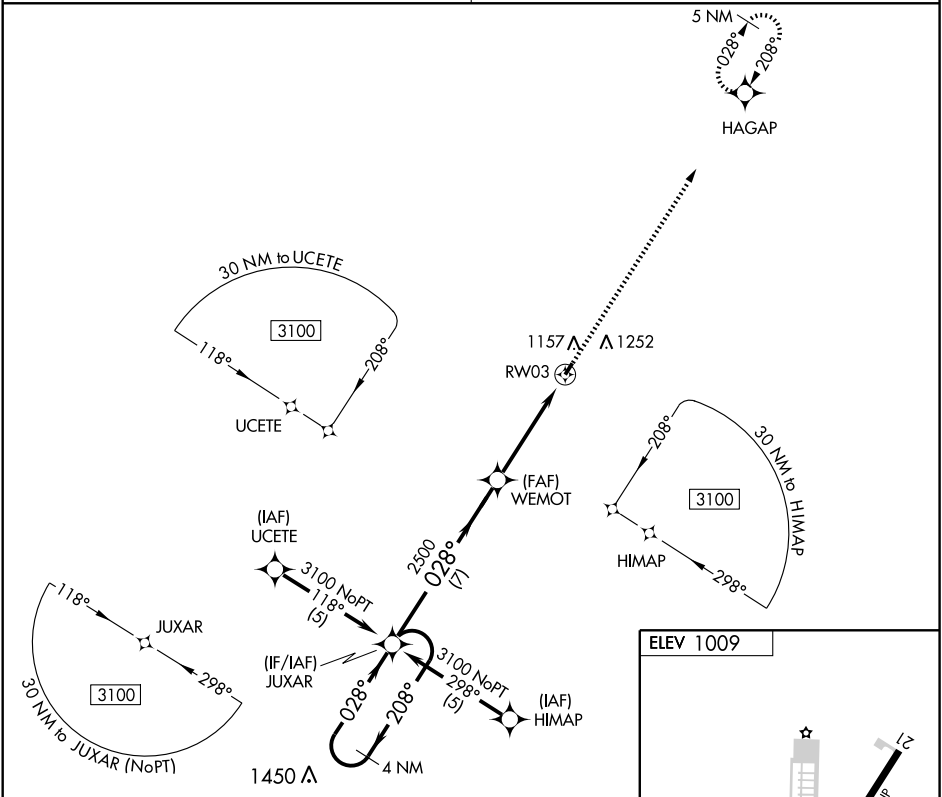 5 NM
028°
208°
HAGAP
30 NM to UCETE
3100
118°
208°
UCETE
1157
1252
RW03
208°
30 NM to HIMAP
3100
HIMAP
298°
(FAF)
WEMOT
(IAF)
UCETE
3100 NoPT
118°
(5)
2500
028°
(7)
118°
JUXAR
298°
3100
30 NM to JUXAR (NoPT)
(IF/IAF)
JUXAR
3100 NoPT
298°
(5)
(IAF)
HIMAP
028°
208°
4 NM
1450
ELEV 1009
21